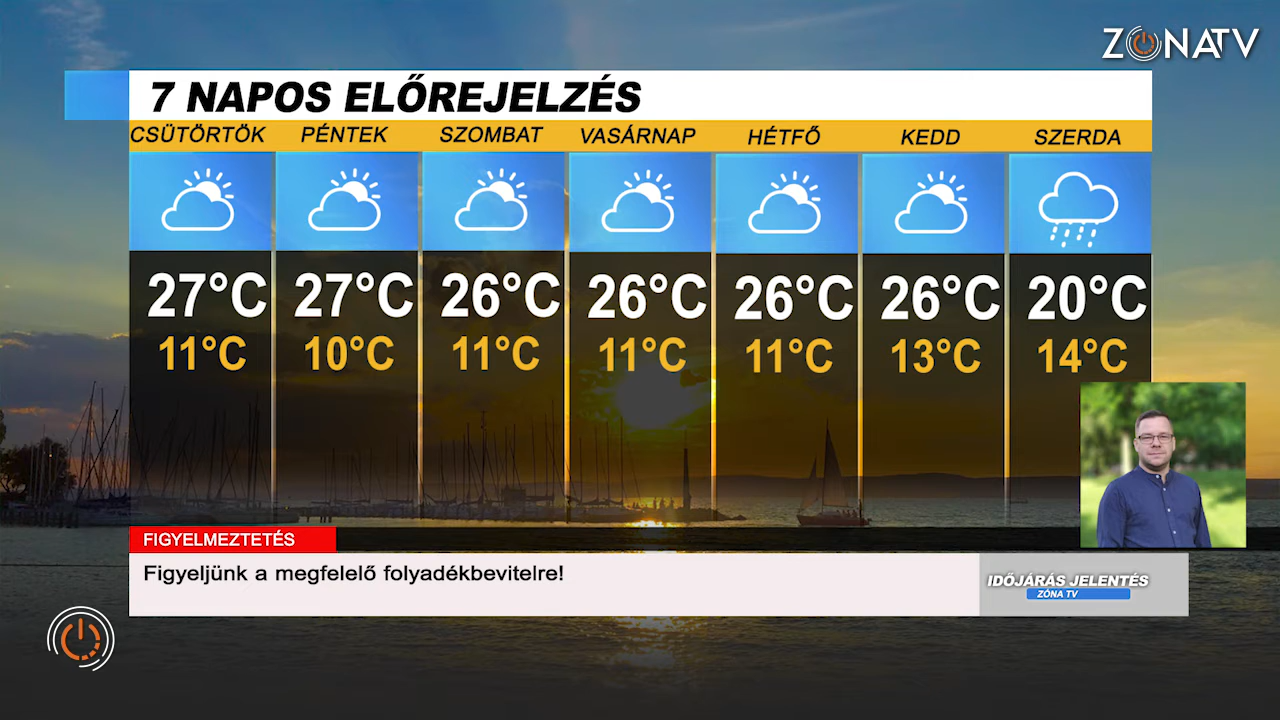 ZONATV
7 NAPOS ELŐREJELZÉS
CSÜTÖRTÖK PÉNTEK SZOMBAT VASÁRNAP HÉTFŐ KEDD SZERDA
27°C 27°C 26°C 26°C 26°C 26°C 20°C
11°C 10°C 11°C 11°C 11°C 13°C 14°C
FIGYELMEZTETÉS
Figyeljünk a megfelelő folyadékbevitelre!
IDŐJÁRÁS JELENTÉS
ZÓNA TV